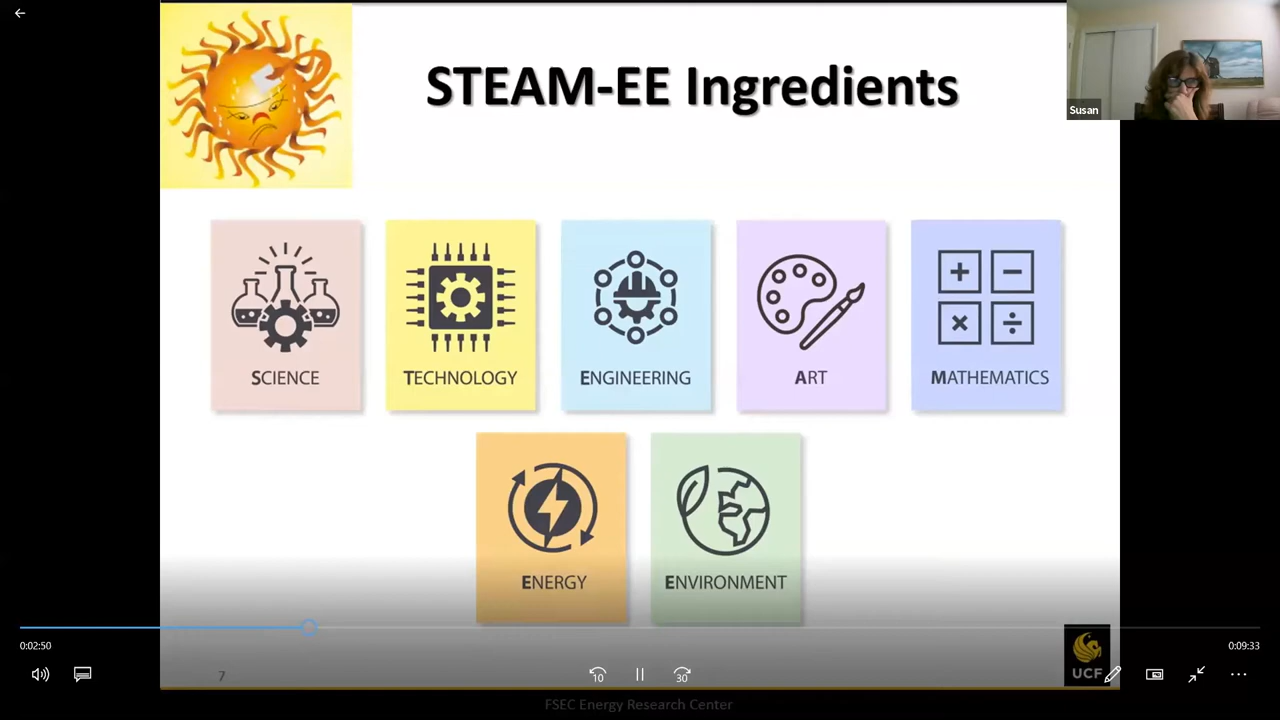 STEAM-EE Ingredients
Susan
SCIENCE
TECHNOLOGY
ENGINEERING
ART
MATHEMATICS
ENERGY
ENVIRONMENT
0:02:50
0:09:33
10
30
7
UCF
FSEC Energy Research Center